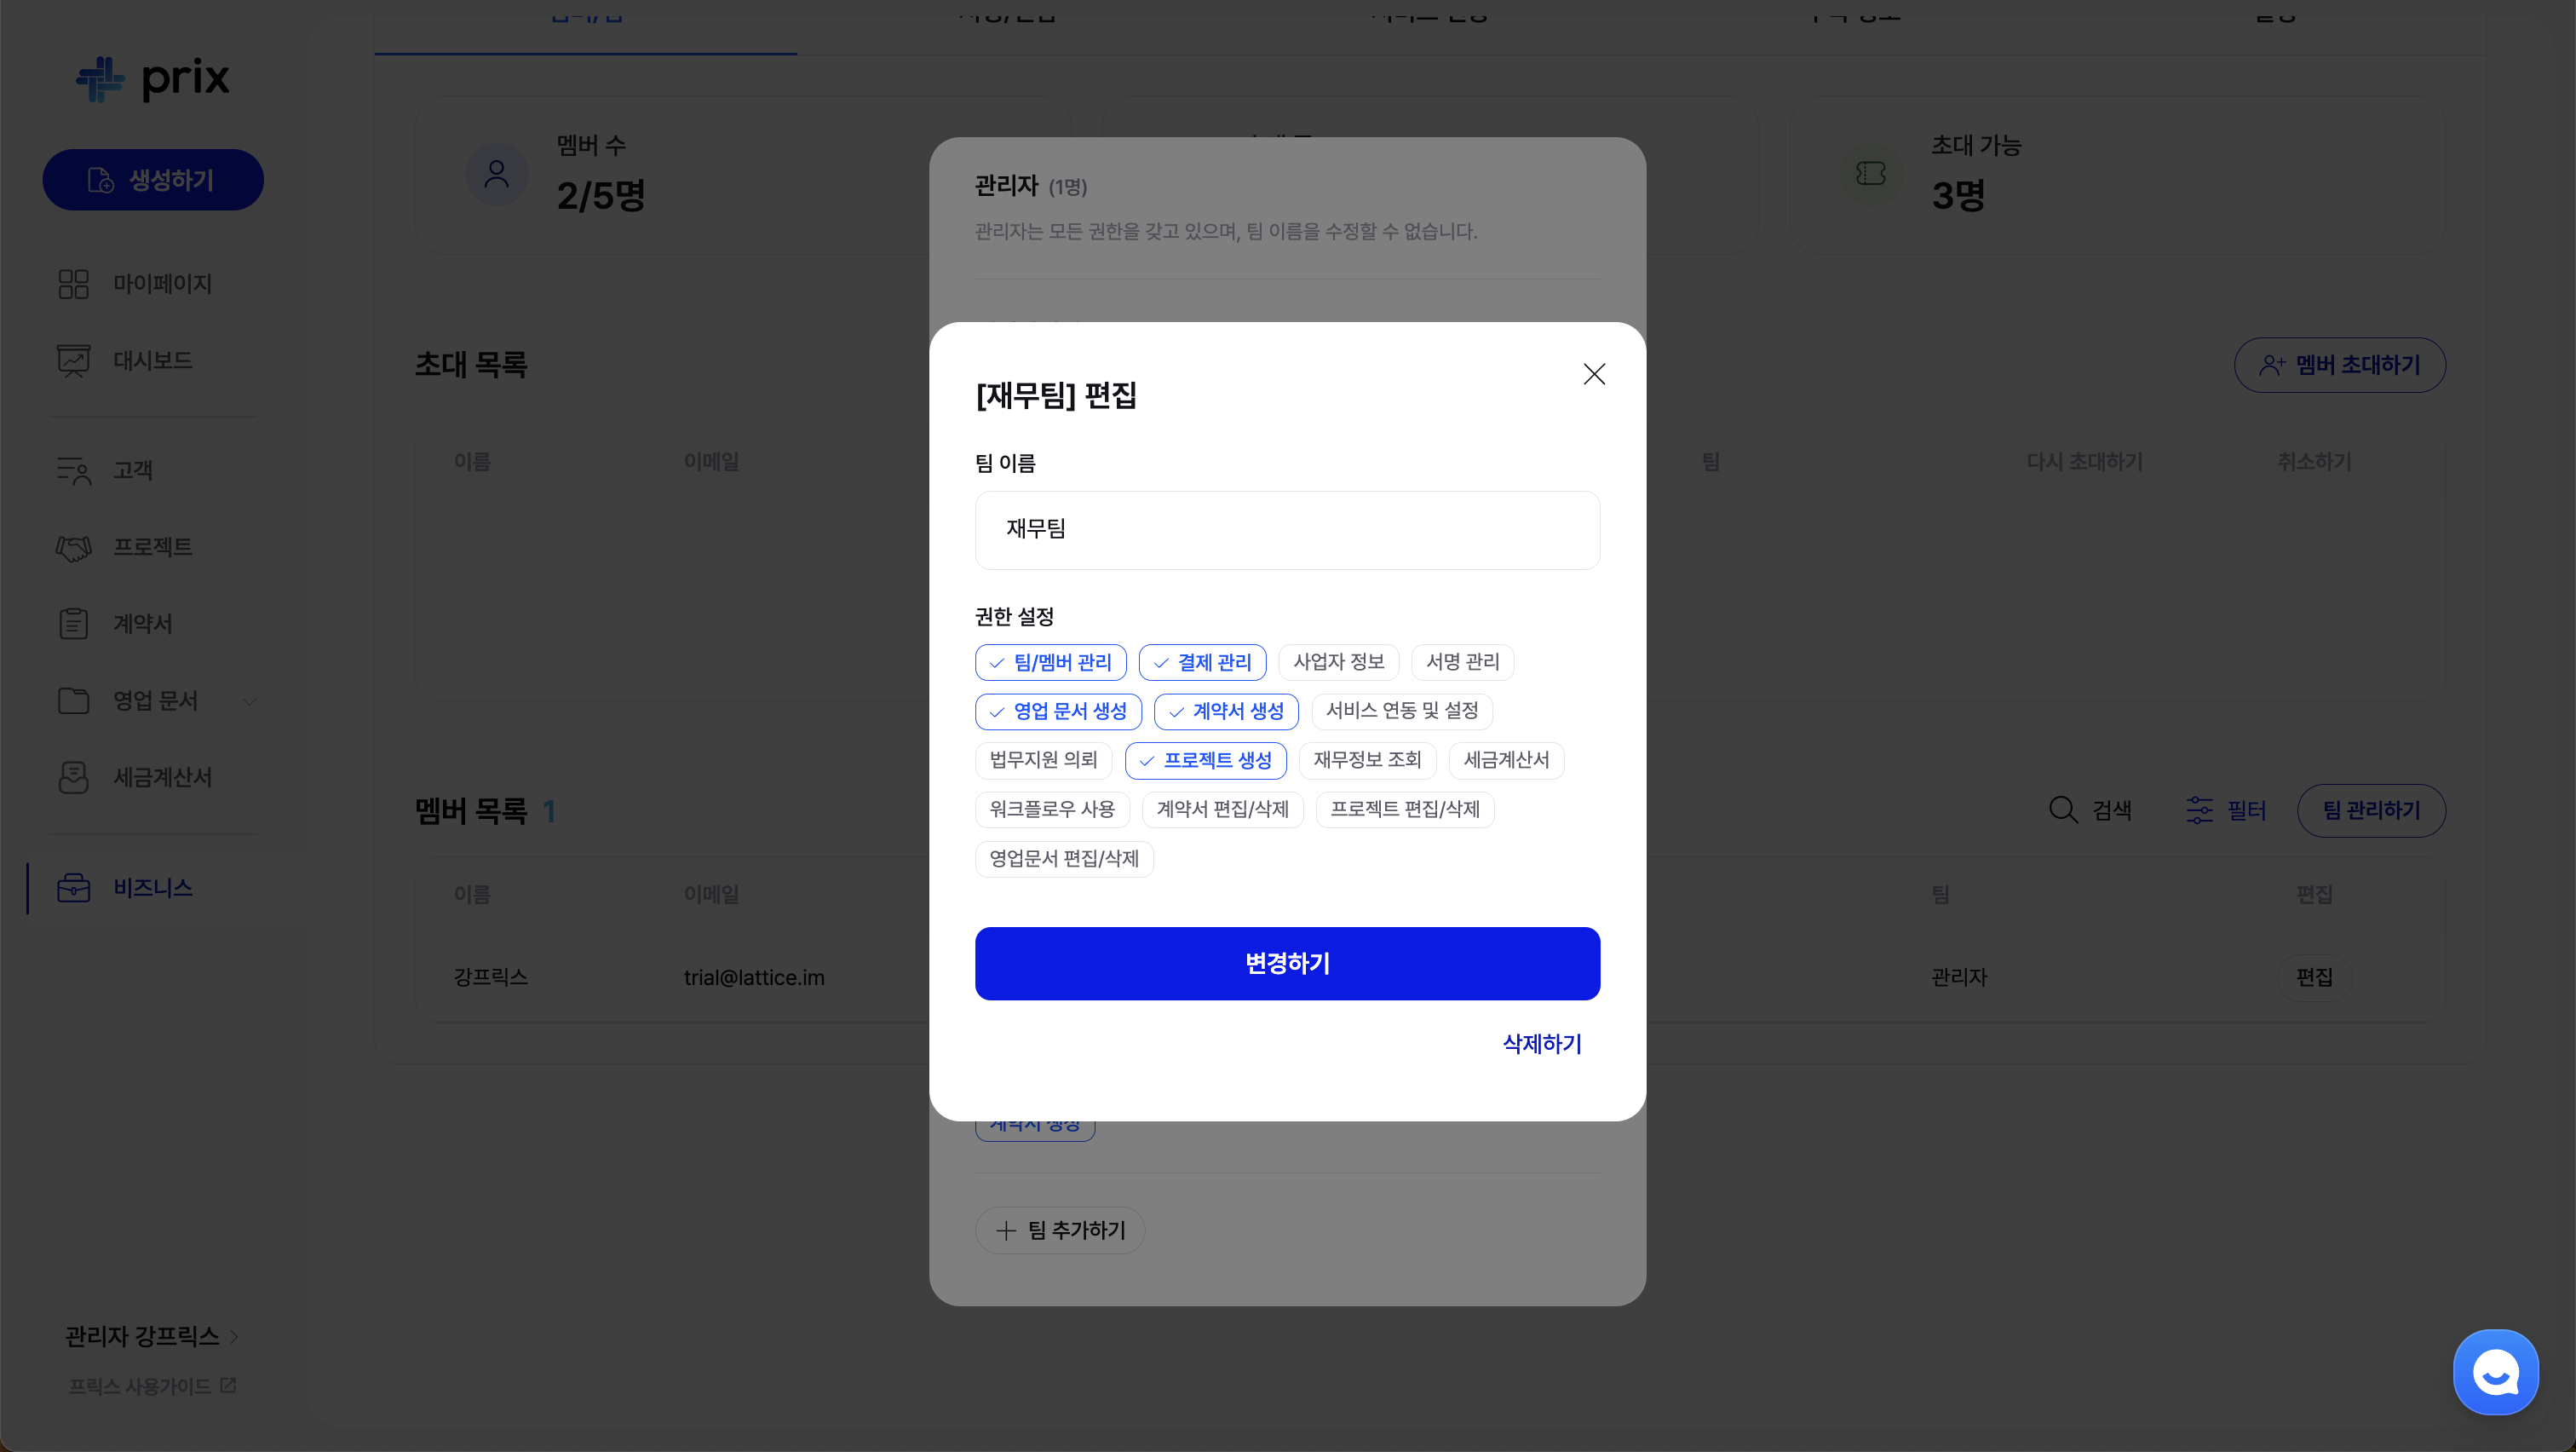 prix
생성하기
마이페이지
대시보드
고객
프로젝트
계약서
영업 문서
세금계산서
비즈니스
관리자 강프릭스
프릭스 사용가이드
멤버 수
2/5명
초대 가능
3명
초대 목록
멤버 초대하기
이름 이메일 팀 다시 초대하기 취소하기
멤버 목록 1
검색 필터 팀 관리하기
이름 이메일 팀 편집
강프릭스 trial@lattice.im 관리자 편집
관리자 (1명)
관리자는 모든 권한을 갖고 있으며, 팀 이름을 수정할 수 없습니다.
[재무팀] 편집
팀 이름
재무팀
권한 설정
팀/멤버 관리 결제 관리 사업자 정보 서명 관리
영업 문서 생성 계약서 생성 서비스 연동 및 설정
법무지원 의뢰 프로젝트 생성 재무정보 조회 세금계산서
워크플로우 사용 계약서 편집/삭제 프로젝트 편집/삭제
영업문서 편집/삭제
변경하기
삭제하기
계약서 생성
팀 추가하기